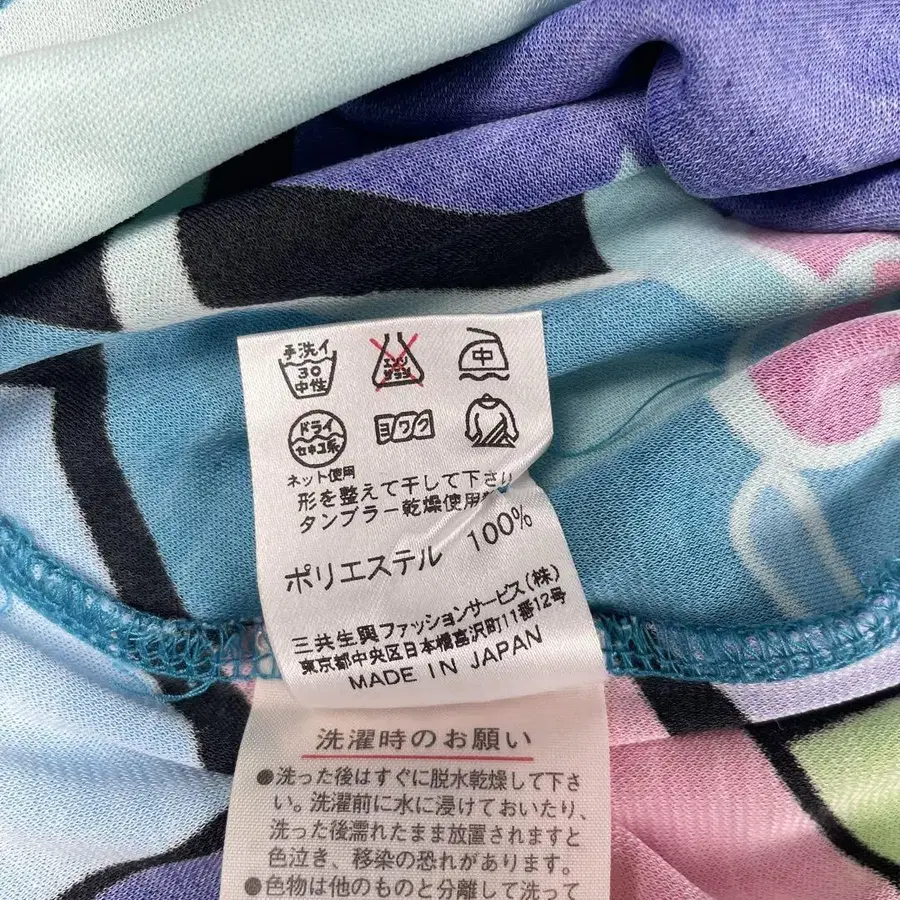 手洗イ
30
中性
エンソ
サラシ
中
ドライ
セキユ系
ヨワク
ネット使用
形を整えて干して下さい
タンブラー乾燥使用
ポリエステル 100%
三共生興ファッションサービス(株)
東京都中央区日本橋富沢町11番12号
MADE IN JAPAN
洗濯時のお願い
●洗った後はすぐに脱水乾燥して下さ
い。洗濯前に水に浸けておいたり、
洗った後濡れたまま放置されますと
色泣き、移染の恐れがあります。
●色物は他のものと分離して洗って